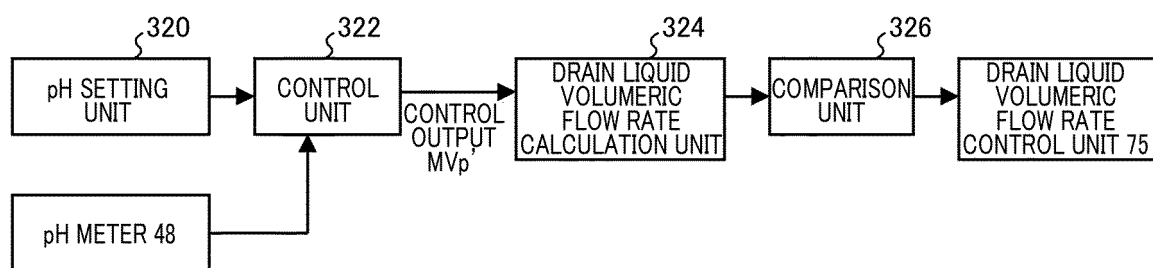 320
322
324
326
pH SETTING
UNIT
CONTROL
UNIT
CONTROL
OUTPUT
MVp'
DRAIN LIQUID
VOLUMERIC
FLOW RATE
CALCULATION UNIT
COMPARISON
UNIT
DRAIN LIQUID
VOLUMERIC
FLOW RATE
CONTROL UNIT 75
pH METER 48